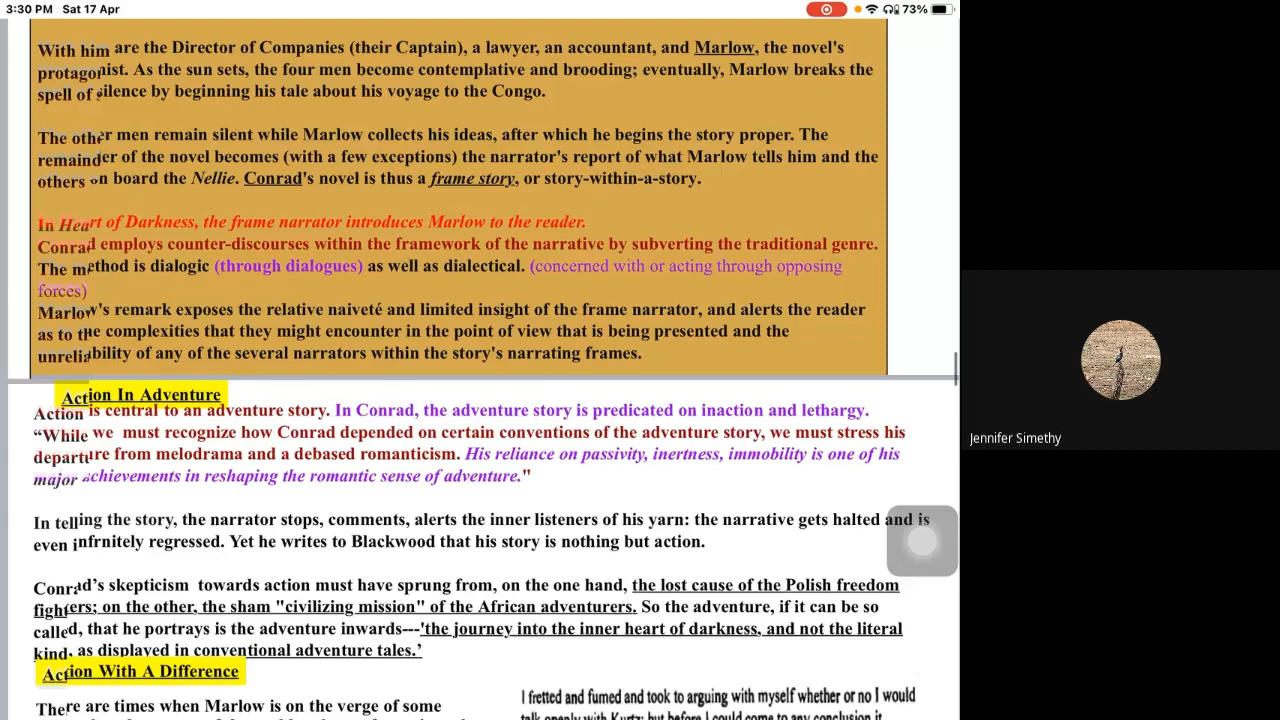 3:30 PM Sat 17 Apr 73%
With him are the Director of Companies (their Captain), a lawyer, an accountant, and Marlow, the novel's
protagonist. As the sun sets, the four men become contemplative and brooding; eventually, Marlow breaks the
spell of silence by beginning his tale about his voyage to the Congo.
The other men remain silent while Marlow collects his ideas, after which he begins the story proper. The
remainder of the novel becomes (with a few exceptions) the narrator's report of what Marlow tells him and the
others on board the Nellie. Conrad's novel is thus a frame story, or story-within-a-story.
In Heart of Darkness, the frame narrator introduces Marlow to the reader.
Conrad employs counter-discourses within the framework of the narrative by subverting the traditional genre.
The method is dialogic (through dialogues) as well as dialectical. (concerned with or acting through opposing
forces)
Marlow's remark exposes the relative naiveté and limited insight of the frame narrator, and alerts the reader
as to the complexities that they might encounter in the point of view that is being presented and the
unreliability of any of the several narrators within the story's narrating frames.
Action In Adventure
Action is central to an adventure story. In Conrad, the adventure story is predicated on inaction and lethargy.
“While we must recognize how Conrad depended on certain conventions of the adventure story, we must stress his
departure from melodrama and a debased romanticism. His reliance on passivity, inertness, immobility is one of his
major achievements in reshaping the romantic sense of adventure."
In telling the story, the narrator stops, comments, alerts the inner listeners of his yarn: the narrative gets halted and is
even infrnitely regressed. Yet he writes to Blackwood that his story is nothing but action.
Conrad’s skepticism towards action must have sprung from, on the one hand, the lost cause of the Polish freedom
fighters; on the other, the sham "civilizing mission" of the African adventurers. So the adventure, if it can be so
called, that he portrays is the adventure inwards---'the journey into the inner heart of darkness, and not the literal
kind, as displayed in conventional adventure tales.’
Action With A Difference
There are times when Marlow is on the verge of some
I fretted and fumed and took to arguing with myself whether or no I would
talk openly with Kurtz; but before I could come to any conclusion it
Jennifer Simethy